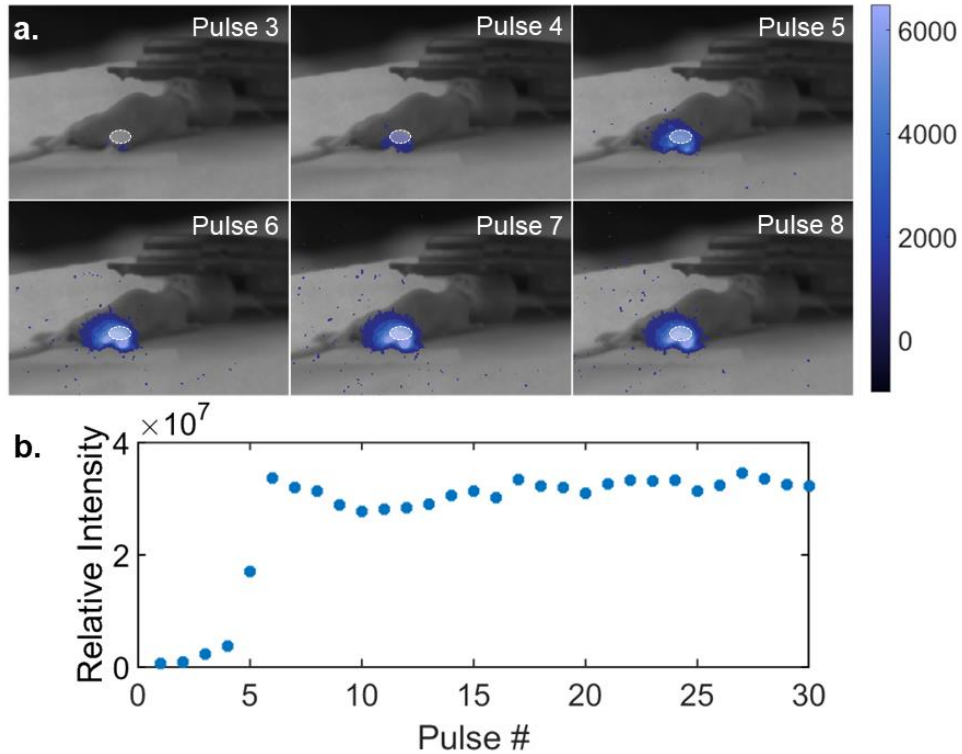 a.
Pulse 3
Pulse 4
Pulse 5
Pulse 6
Pulse 7
Pulse 8
6000
4000
2000
0
b.
×10⁷
4
2
0
Relative Intensity
0 5 10 15 20 25 30
Pulse #